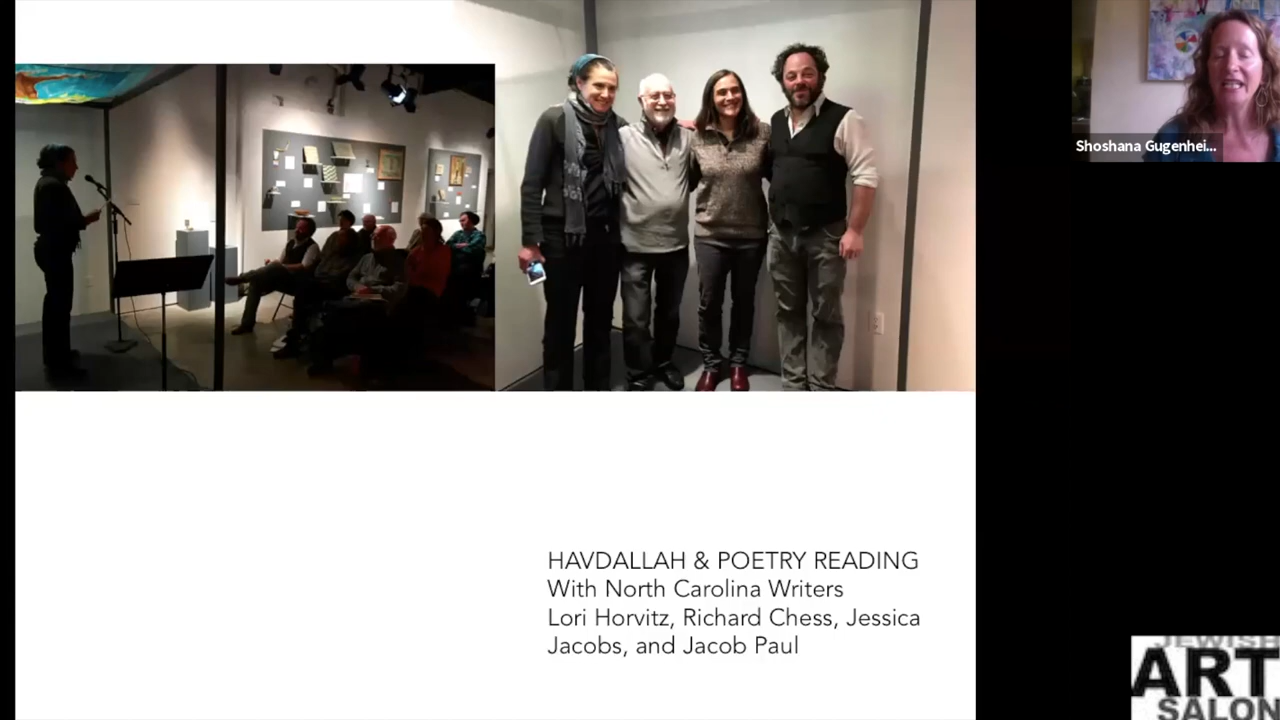 Shoshana Gugenhei...
HAVDALLAH & POETRY READING
With North Carolina Writers
Lori Horvitz, Richard Chess, Jessica
Jacobs, and Jacob Paul
JEWISH
ART
SALON